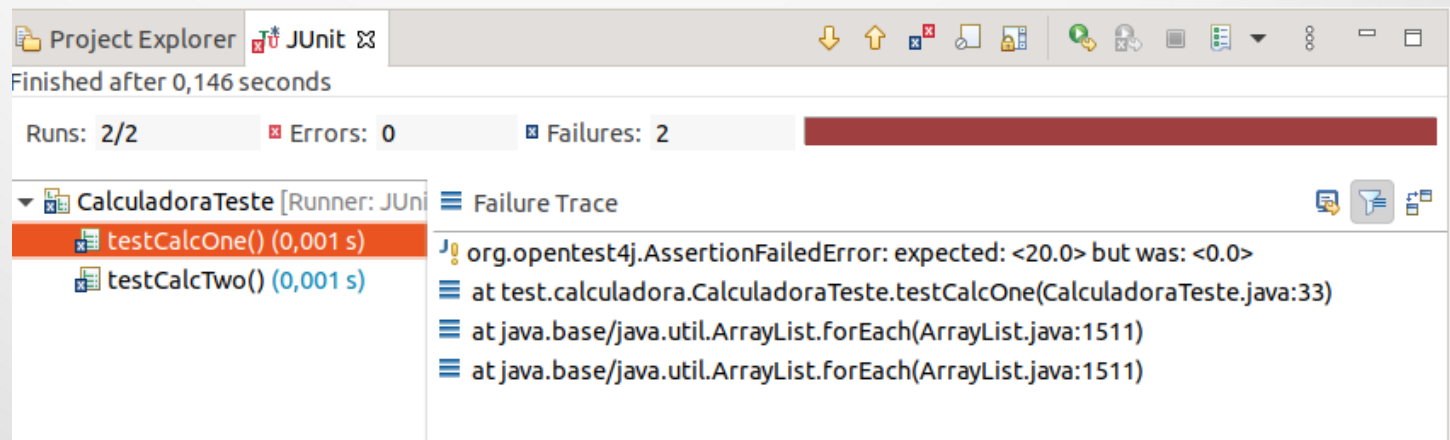 Project Explorer JUnit
Finished after 0,146 seconds
Runs: 2/2 Errors: 0 Failures: 2
CalculadoraTeste [Runner: JUni
testCalcOne() (0,001 s)
testCalcTwo() (0,001 s)
Failure Trace
org.opentest4j.AssertionFailedError: expected: <20.0> but was: <0.0>
at test.calculadora.CalculadoraTeste.testCalcOne(CalculadoraTeste.java:33)
at java.base/java.util.ArrayList.forEach(ArrayList.java:1511)
at java.base/java.util.ArrayList.forEach(ArrayList.java:1511)